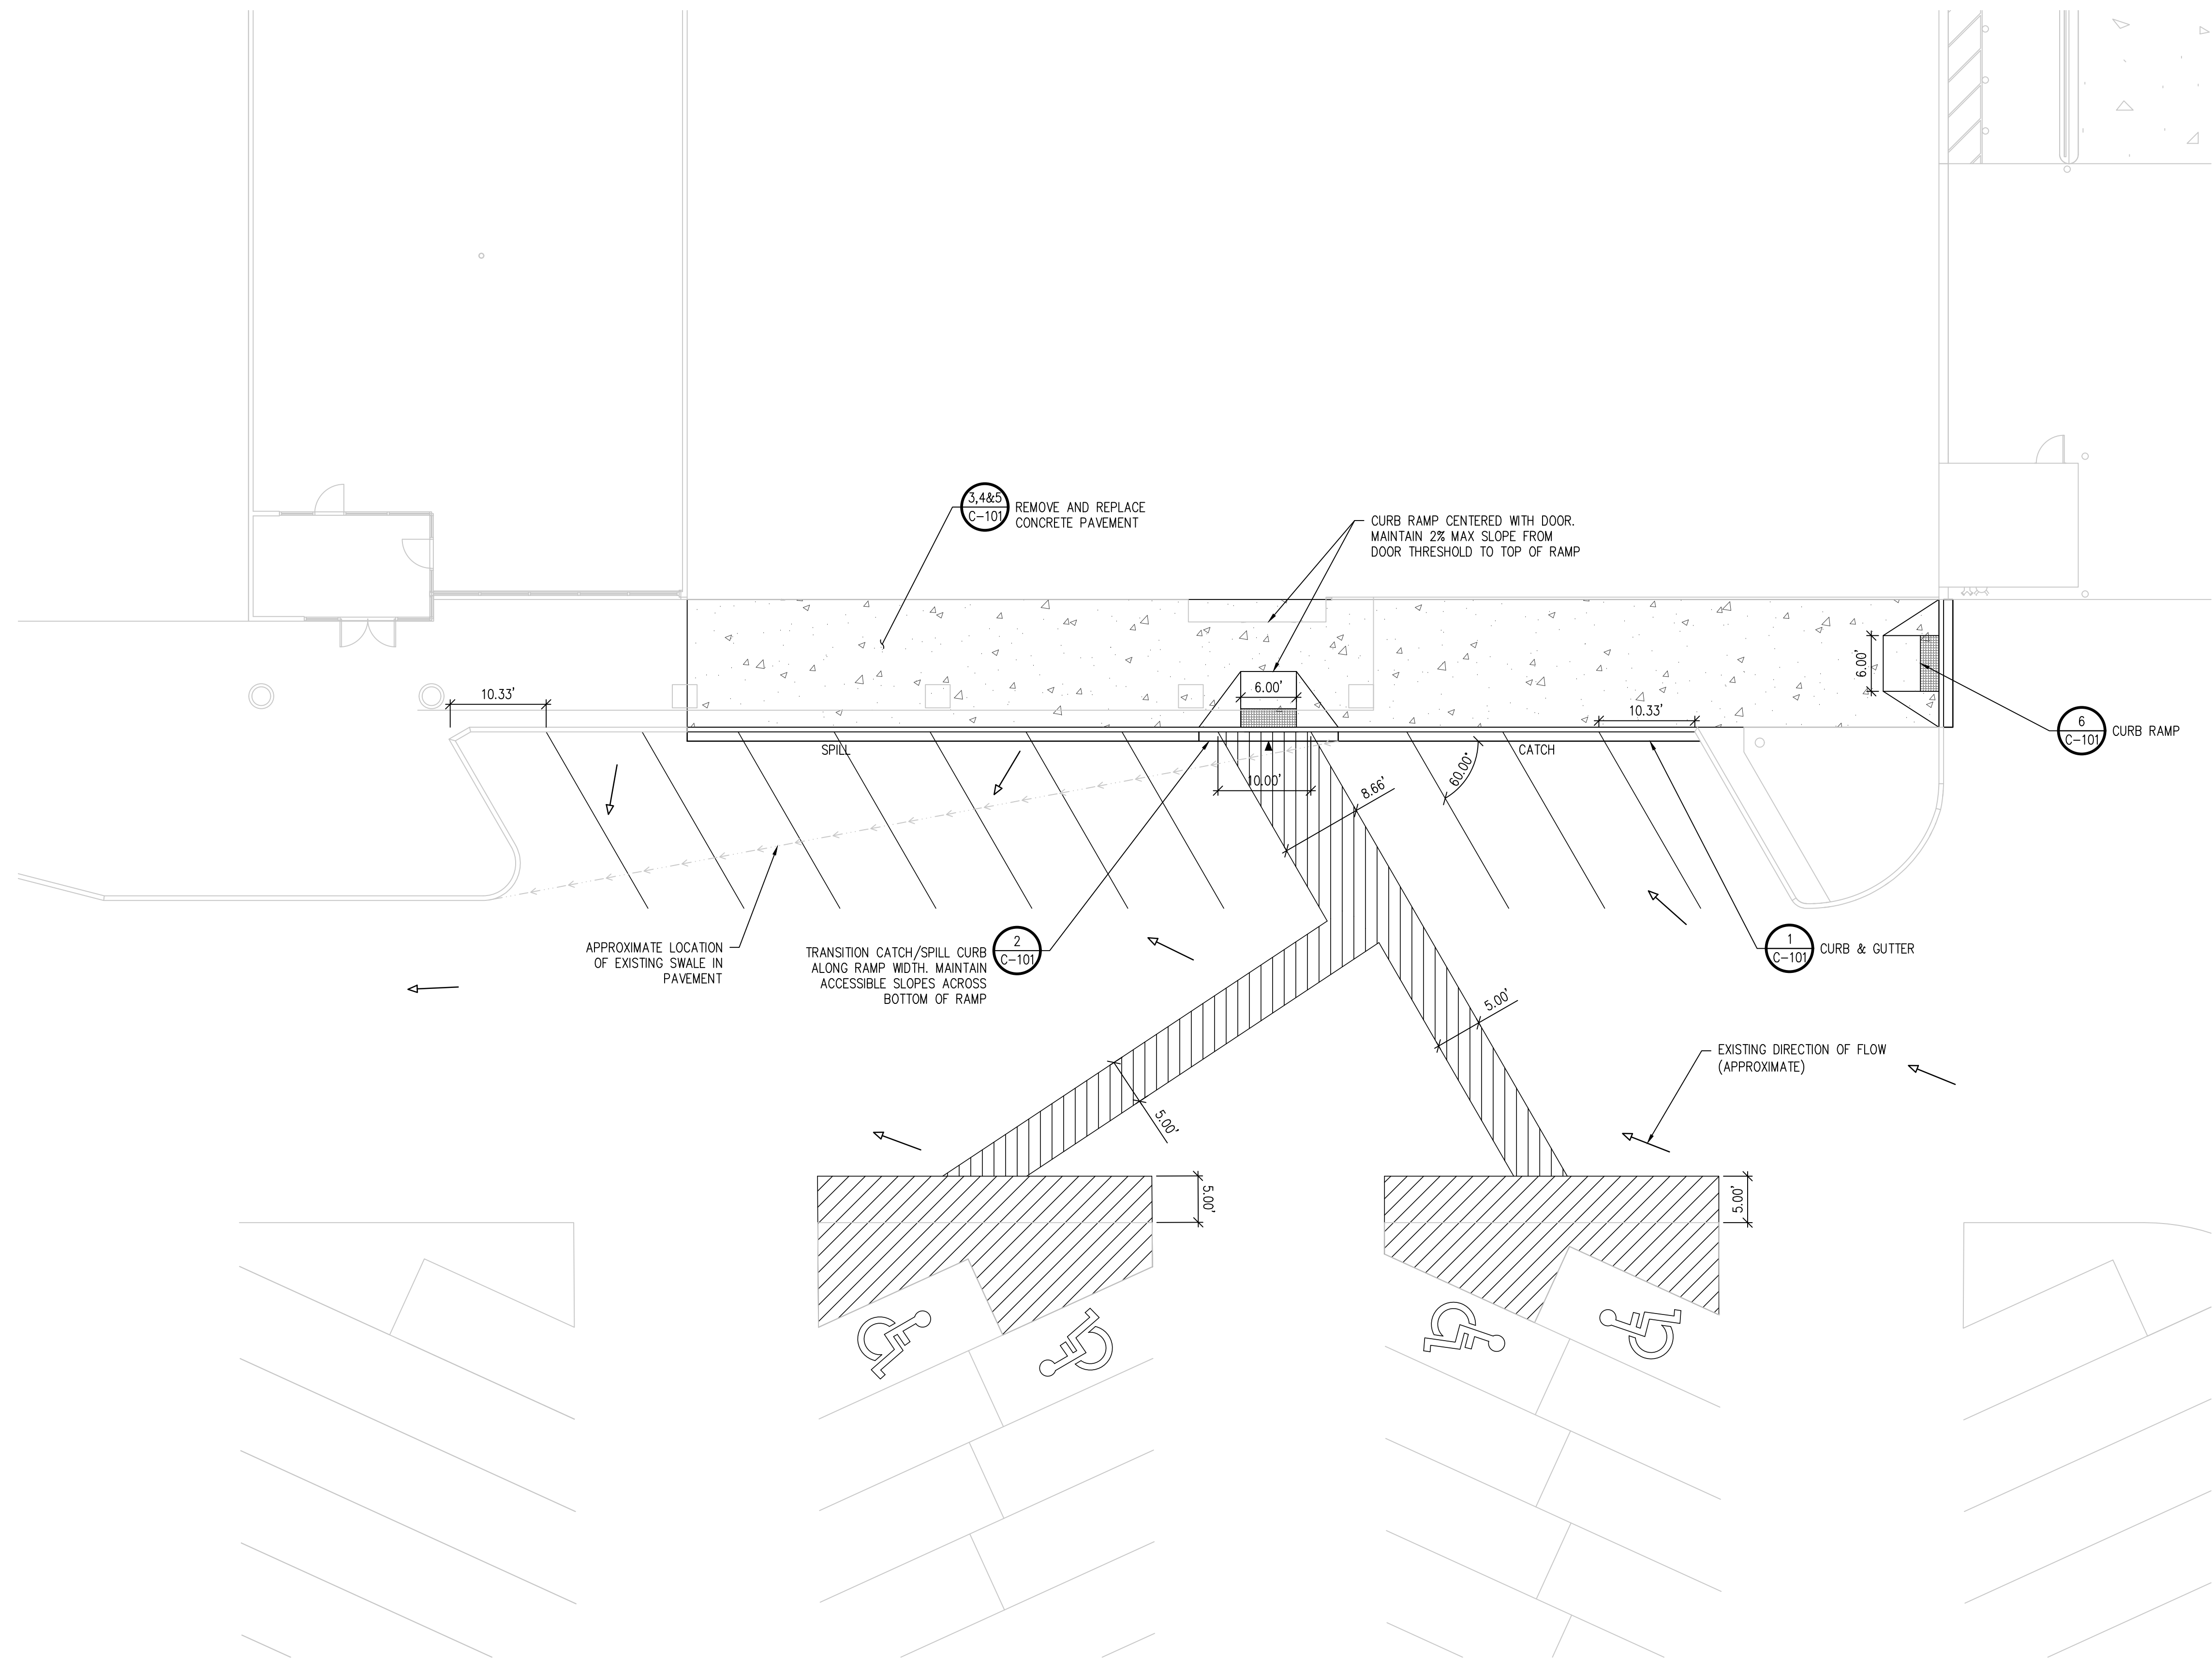 3,4&5
C-101
REMOVE AND REPLACE
CONCRETE PAVEMENT
CURB RAMP CENTERED WITH DOOR.
MAINTAIN 2% MAX SLOPE FROM
DOOR THRESHOLD TO TOP OF RAMP
6.00'
10.33'
6.00'
10.33'
6
C-101
CURB RAMP
SPILL
CATCH
10.00'
60.00°
8.66'
APPROXIMATE LOCATION
OF EXISTING SWALE IN
PAVEMENT
TRANSITION CATCH/SPILL CURB
ALONG RAMP WIDTH. MAINTAIN
ACCESSIBLE SLOPES ACROSS
BOTTOM OF RAMP
2
C-101
1
C-101
CURB & GUTTER
5.00'
EXISTING DIRECTION OF FLOW
(APPROXIMATE)
5.00'
5.00'
5.00'